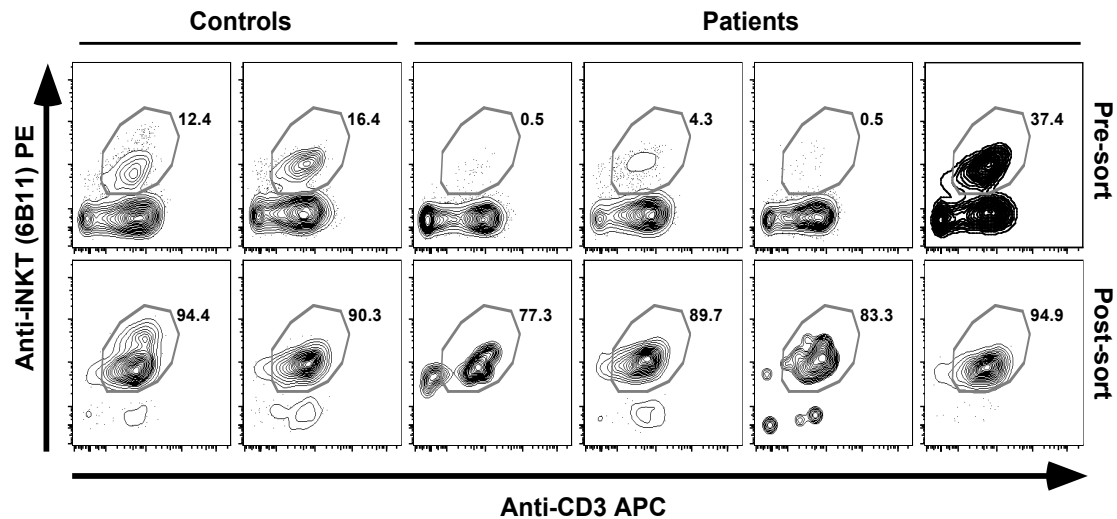 Controls Patients
12.4 16.4 0.5 4.3 0.5 37.4
Pre-sort
94.4 90.3 77.3 89.7 83.3 94.9
Post-sort
Anti-iNKT (6B11) PE
Anti-CD3 APC